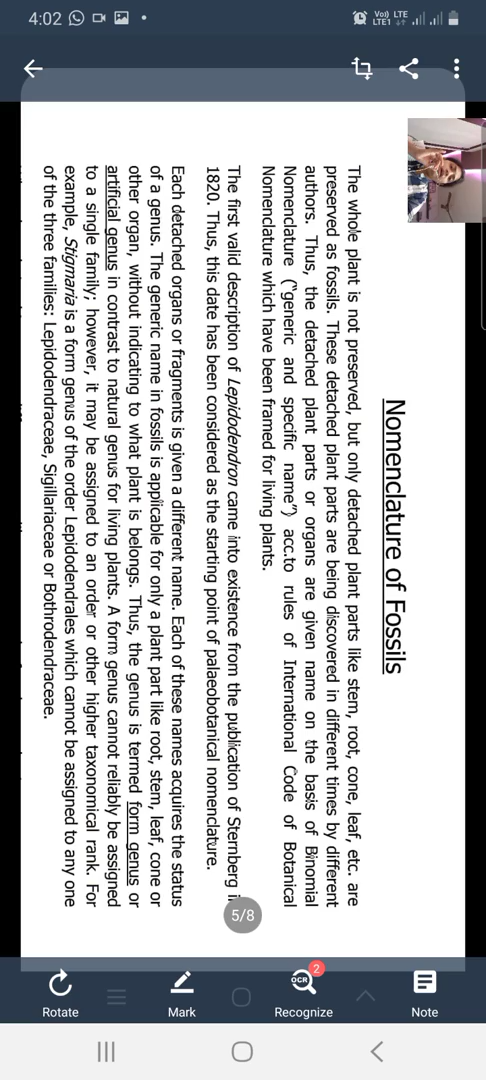 4:02
Vo)) LTE
LTE1
Nomenclature of Fossils
The whole plant is not preserved, but only detached plant parts like stem, root, cone, leaf, etc. are
preserved as fossils. These detached plant parts are being discovered in different times by different
authors. Thus, the detached plant parts or organs are given name on the basis of Binomial
Nomenclature ("generic and specific name") acc.to rules of International Code of Botanical
Nomenclature which have been framed for living plants.
The first valid description of Lepidodendron came into existence from the publication of Sternberg i
1820. Thus, this date has been considered as the starting point of palaeobotanical nomenclature.
Each detached organs or fragments is given a different name. Each of these names acquires the status
of a genus. The generic name in fossils is applicable for only a plant part like root, stem, leaf, cone or
other organ, without indicating to what plant is belongs. Thus, the genus is termed form genus or
artificial genus in contrast to natural genus for living plants. A form genus cannot reliably be assigned
to a single family; however, it may be assigned to an order or other higher taxonomical rank. For
example, Stigmaria is a form genus of the order Lepidodendrales which cannot be assigned to any one
of the three families: Lepidodendraceae, Sigillariaceae or Bothrodendraceae.
5/8
OCR
2
Rotate
Mark
Recognize
Note